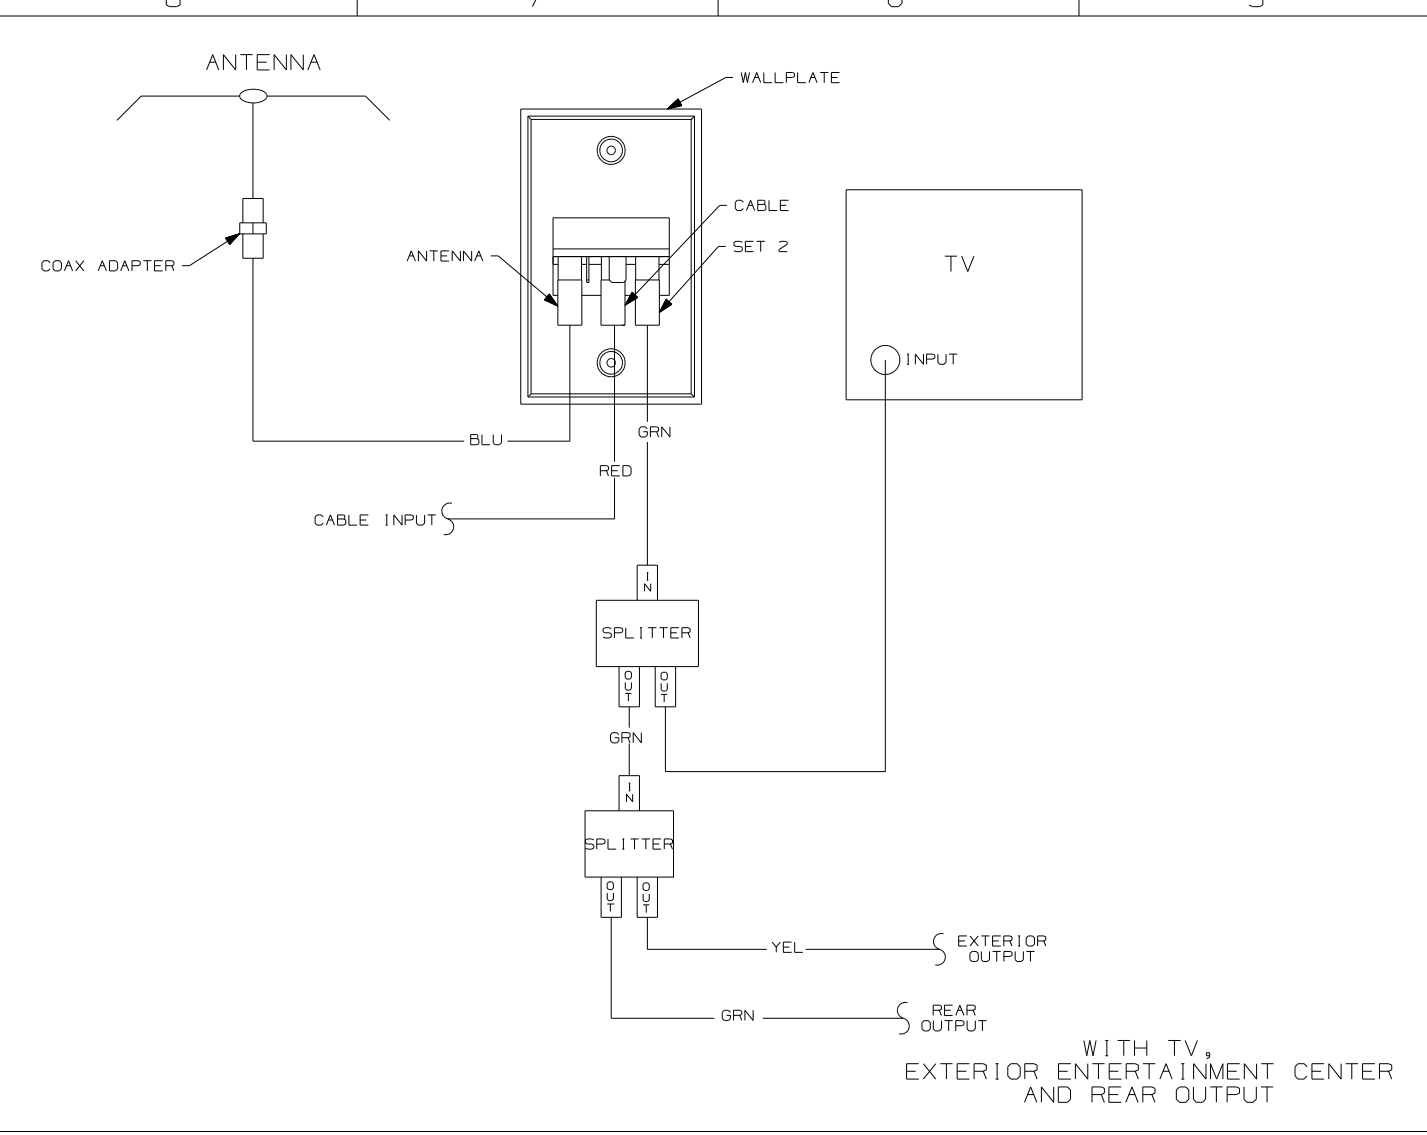 ANTENNA
WALLPLATE
CABLE
SET 2
ANTENNA
COAX ADAPTER
TV
INPUT
BLU
GRN
RED
CABLE INPUT
IN
SPLITTER
OUT
OUT
GRN
IN
SPLITTER
OUT
OUT
YEL
EXTERIOR
OUTPUT
GRN
REAR
OUTPUT
WITH TV,
EXTERIOR ENTERTAINMENT CENTER
AND REAR OUTPUT